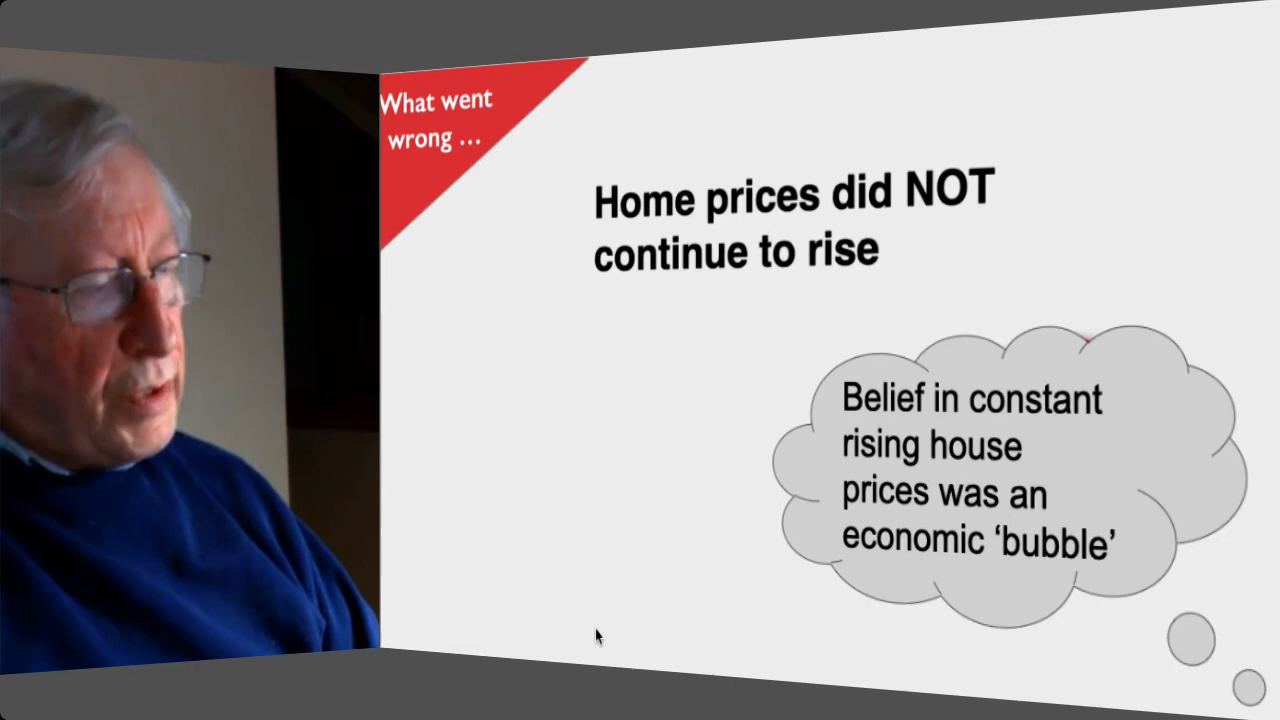 What went
wrong ...
Home prices did NOT
continue to rise
Belief in constant
rising house
prices was an
economic ‘bubble’